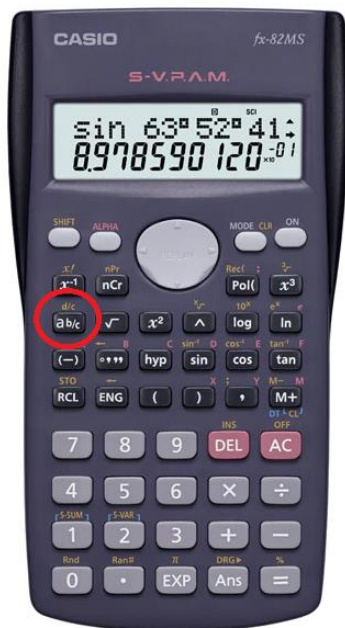 CASIO fx-82MS
S-V.P.A.M.
D SCI
sin 63°52°41
8.978590120×10-01
SHIFT ALPHA MODE CLR ON
x! nPr Rec( : ³√
x-1 nCr Pol( x³
d/c x√ 10x ex e
ab/c √ x² ^ log ln
← B C sin-1 D cos-1 E tan-1 F
(−) °,,, hyp sin cos tan
STO ← X ; Y M− M
RCL ENG ( ) , M+
DT CL
INS OFF
7 8 9 DEL AC
4 5 6 × ÷
S-SUM S-VAR
1 2 3 + −
Rnd Ran# π DRG▶ %
0 · EXP Ans =